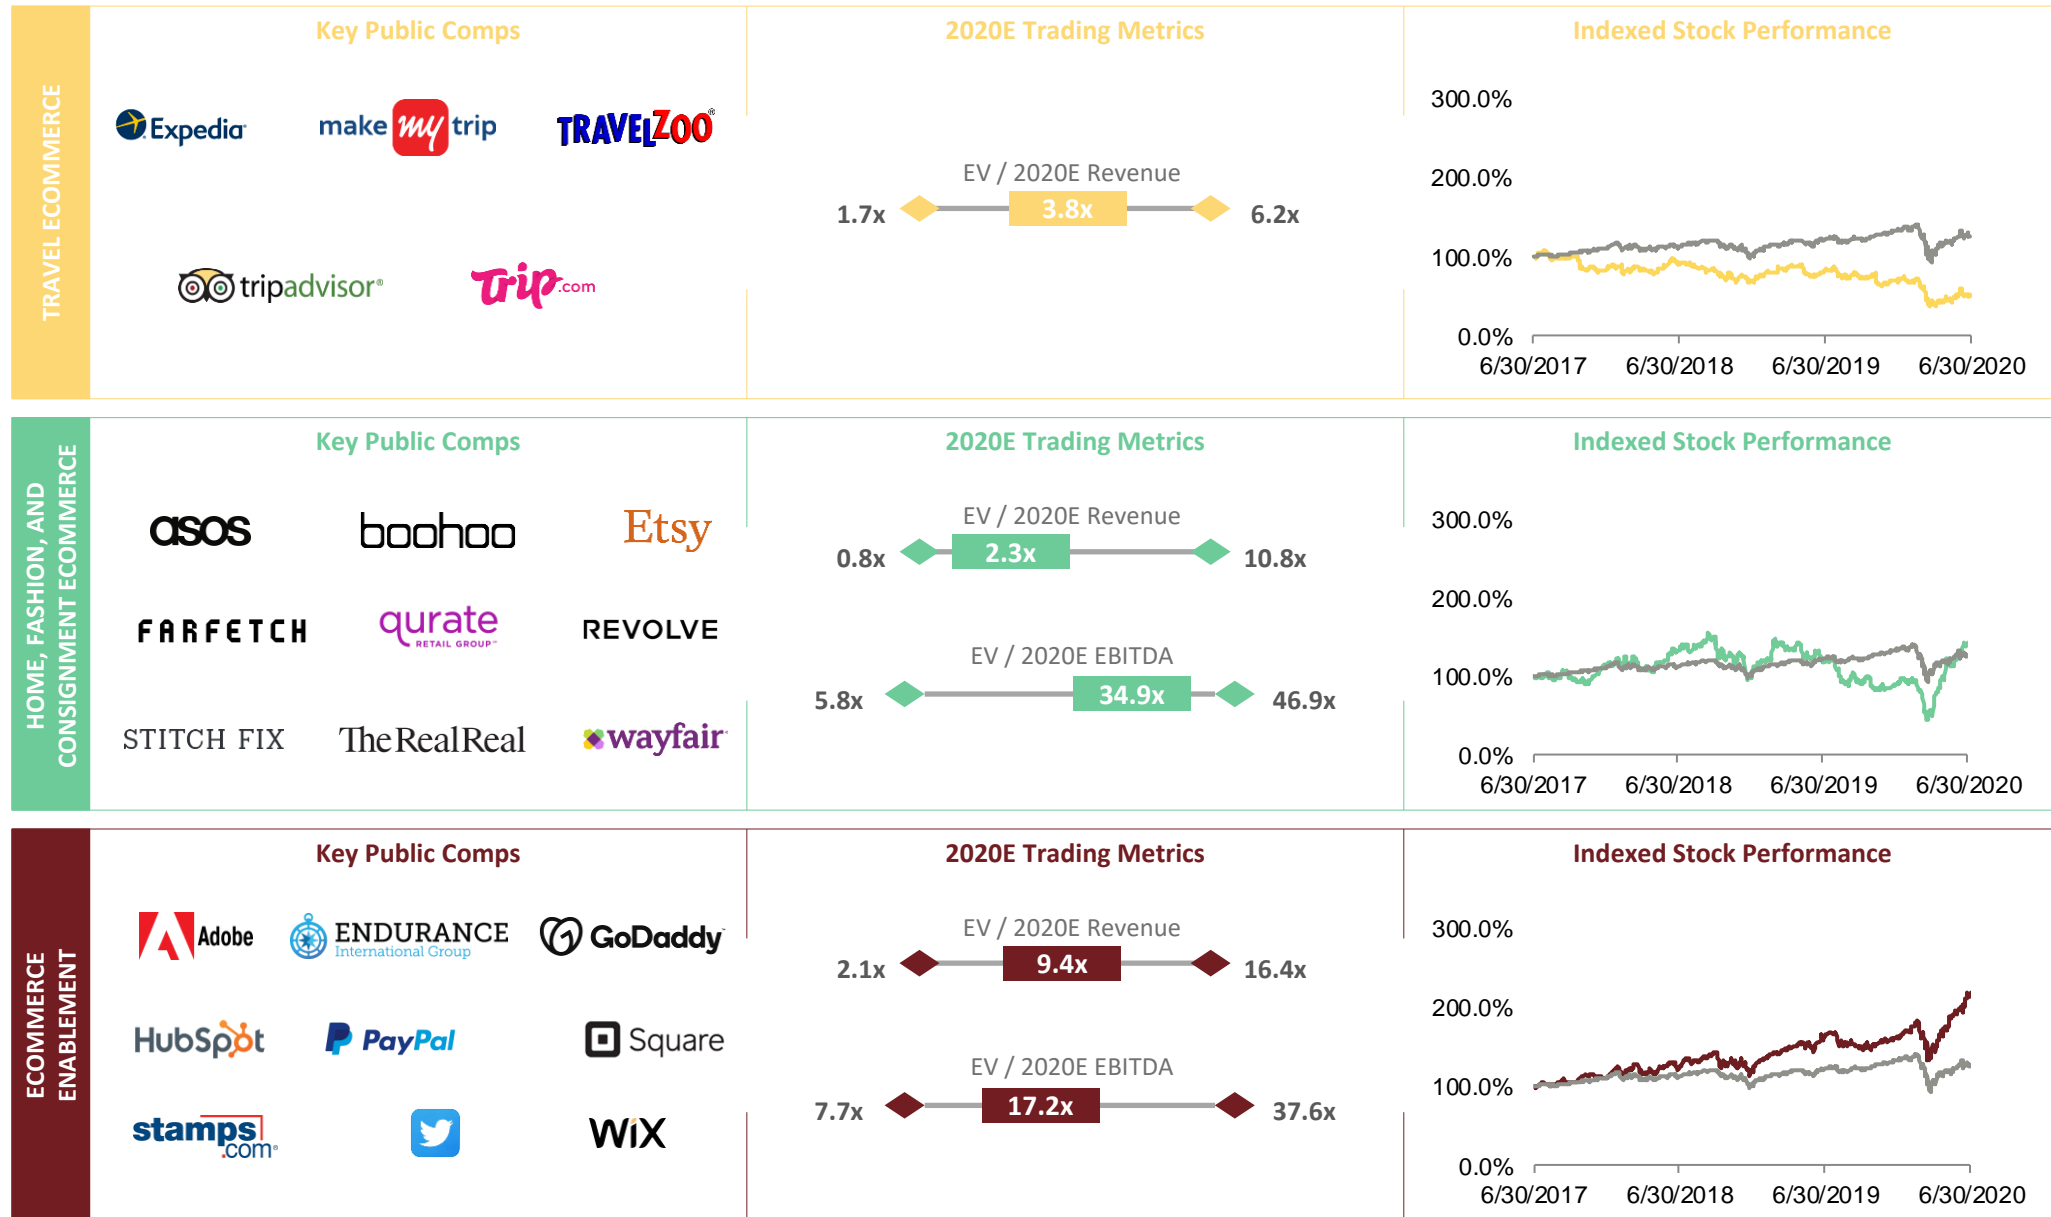 TRAVEL ECOMMERCE
Key Public Comps
2020E Trading Metrics
Indexed Stock Performance
Expedia
make my trip
TRAVELZOO®
tripadvisor®
Trip.com
EV / 2020E Revenue
1.7x
3.8x
6.2x
300.0%
200.0%
100.0%
0.0%
6/30/2017
6/30/2018
6/30/2019
6/30/2020
HOME, FASHION, AND
CONSIGNMENT ECOMMERCE
Key Public Comps
2020E Trading Metrics
Indexed Stock Performance
asos
boohoo
Etsy
FARFETCH
qurate
RETAIL GROUP
REVOLVE
STITCH FIX
TheRealReal
wayfair
EV / 2020E Revenue
0.8x
2.3x
10.8x
EV / 2020E EBITDA
5.8x
34.9x
46.9x
300.0%
200.0%
100.0%
0.0%
6/30/2017
6/30/2018
6/30/2019
6/30/2020
ECOMMERCE
ENABLEMENT
Key Public Comps
2020E Trading Metrics
Indexed Stock Performance
Adobe
ENDURANCE
International Group
GoDaddy
HubSpot
PayPal
Square
stamps
.com®
WiX
EV / 2020E Revenue
2.1x
9.4x
16.4x
EV / 2020E EBITDA
7.7x
17.2x
37.6x
300.0%
200.0%
100.0%
0.0%
6/30/2017
6/30/2018
6/30/2019
6/30/2020